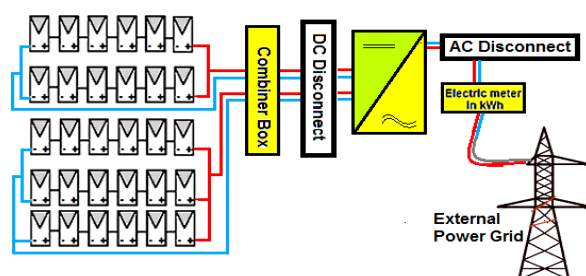 Combiner Box
DC Disconnect
AC Disconnect
Electric meter
in kWh
External
Power Grid